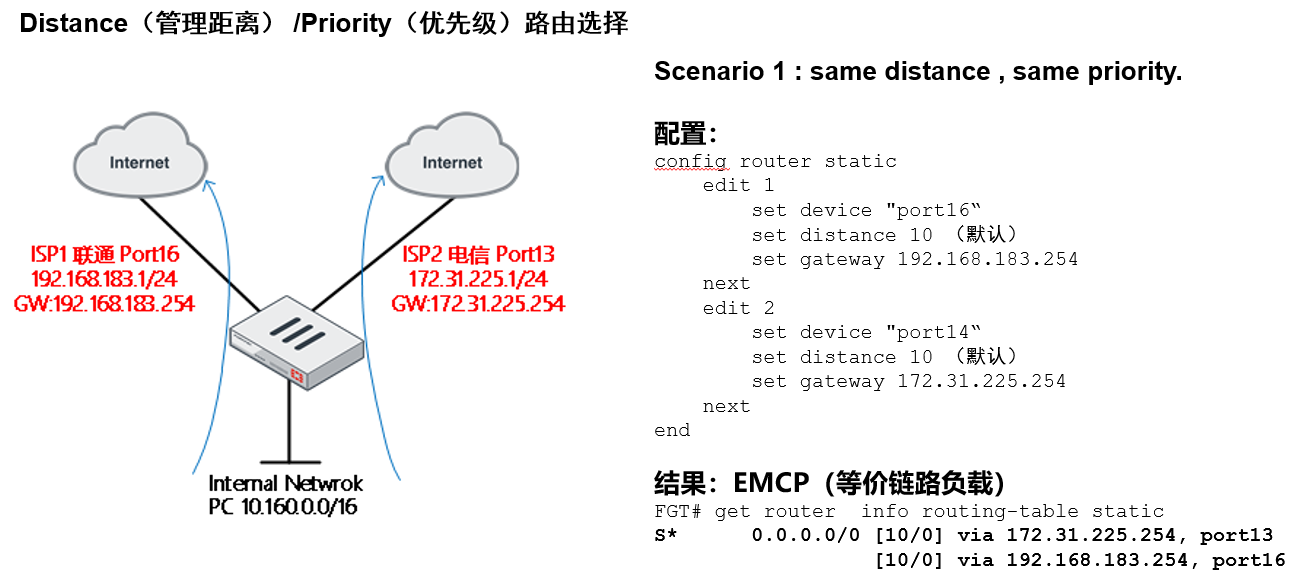 Distance（管理距离） /Priority（优先级）路由选择
Internet
Internet
ISP1 联通 Port16
192.168.183.1/24
GW:192.168.183.254
ISP2 电信 Port13
172.31.225.1/24
GW:172.31.225.254
Internal Netwrok
PC 10.160.0.0/16
Scenario 1 : same distance , same priority.
配置：
config router static
    edit 1
        set device "port16“
        set distance 10 （默认）
        set gateway 192.168.183.254
    next
    edit 2
        set device "port14“
        set distance 10 （默认）
        set gateway 172.31.225.254
    next
end
结果：EMCP（等价链路负载）
FGT# get router  info routing-table static
S*      0.0.0.0/0 [10/0] via 172.31.225.254, port13
                  [10/0] via 192.168.183.254, port16